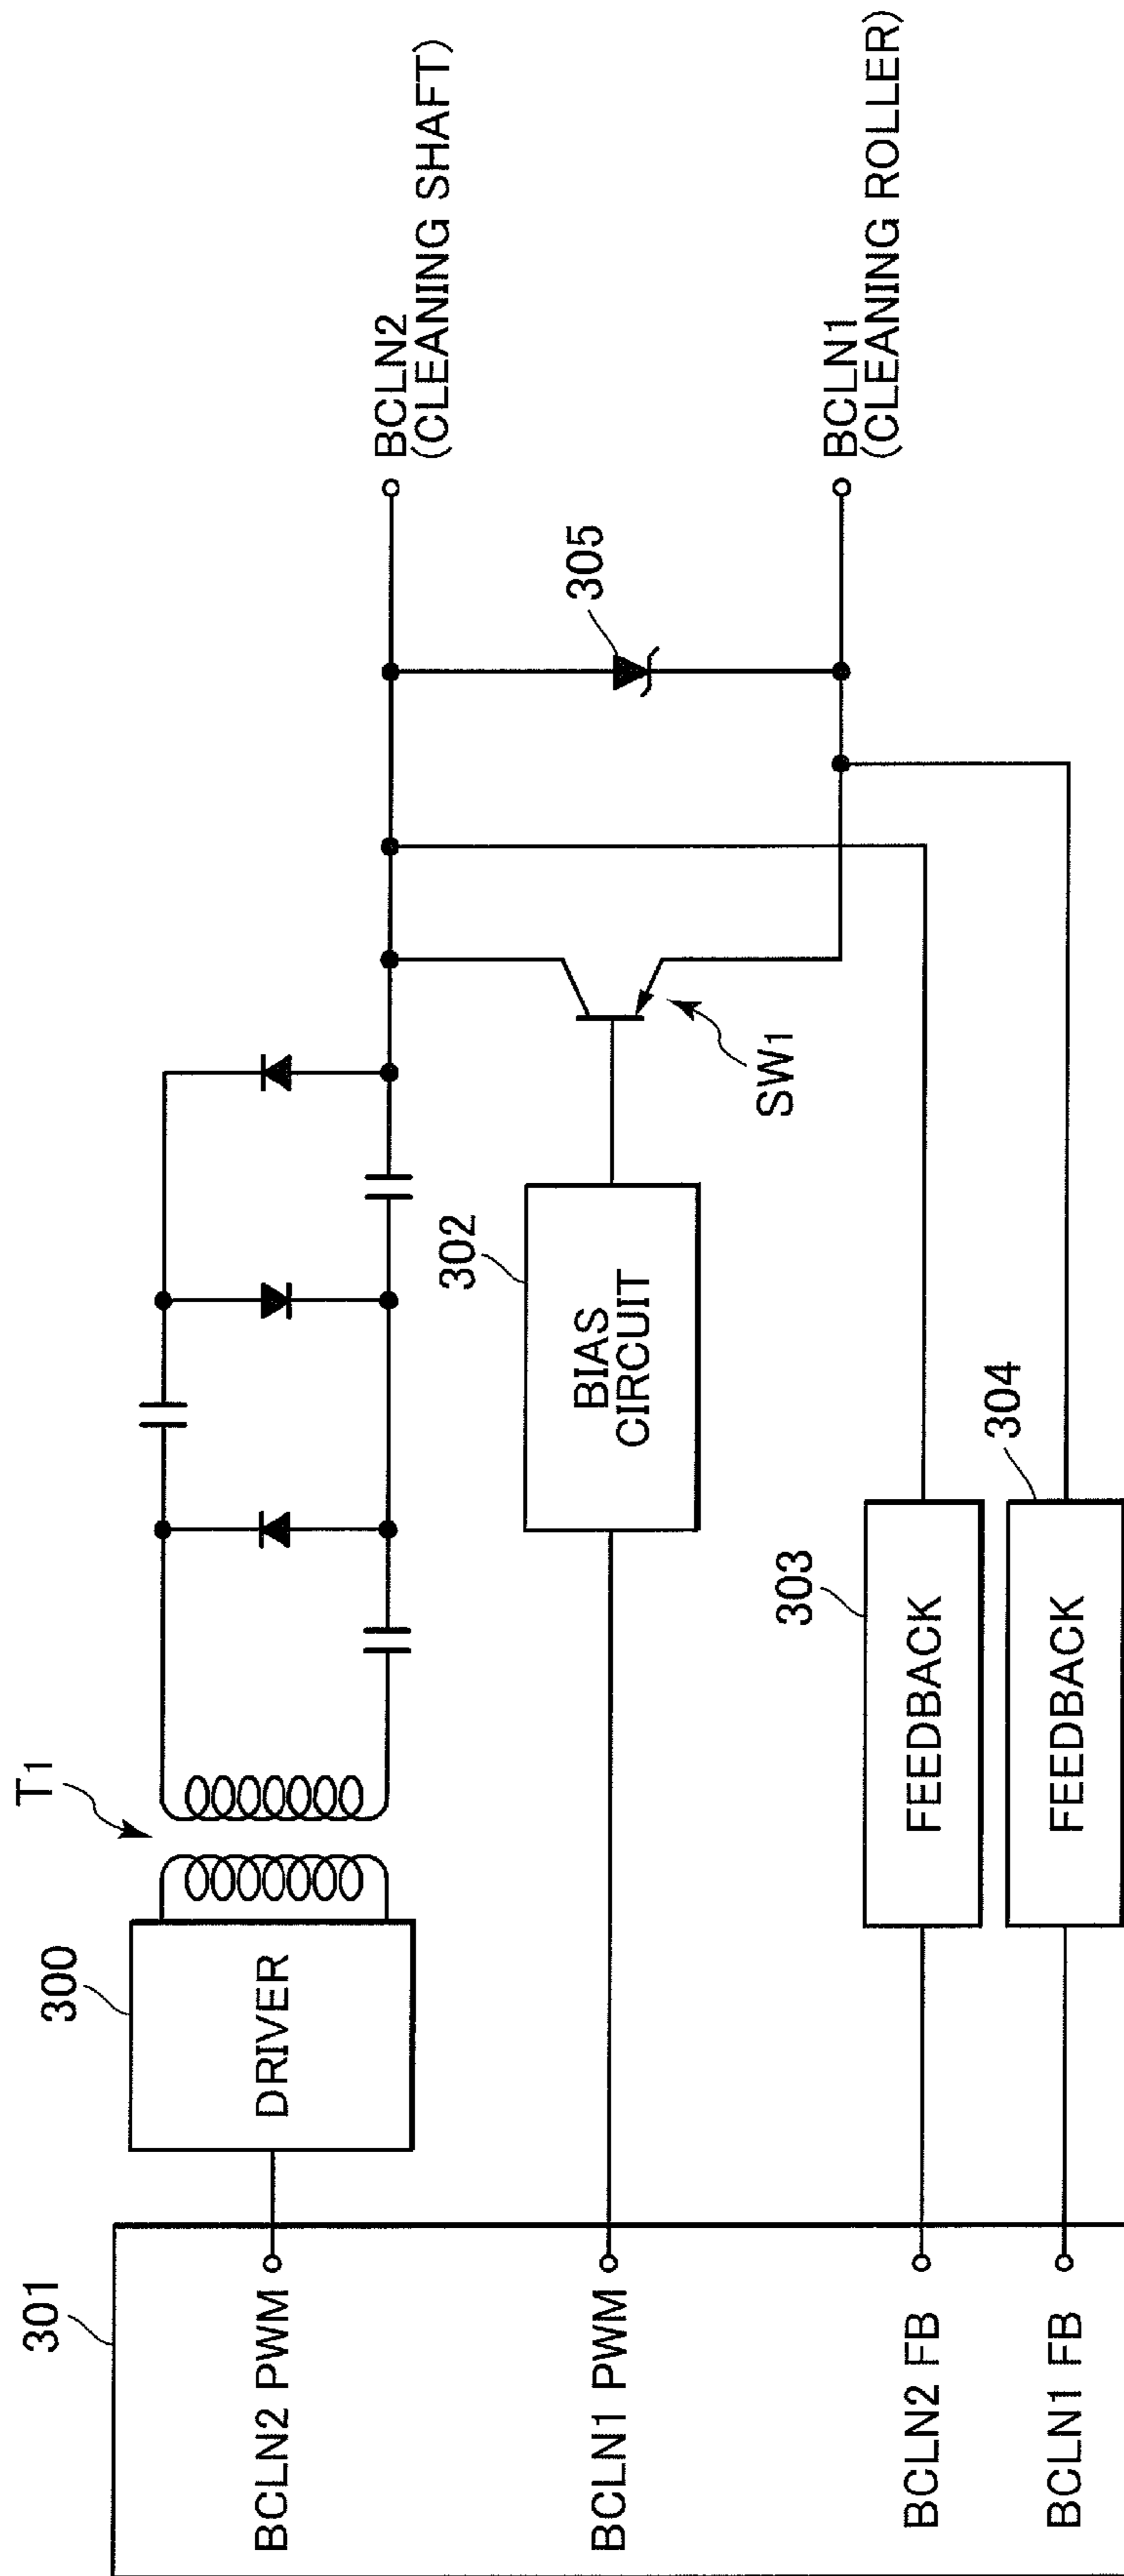 301
BCLN2 PWM
BCLN1 PWM
BCLN2 FB
BCLN1 FB
300
DRIVER
T1
302
BIAS
CIRCUIT
303
FEEDBACK
304
FEEDBACK
SW1
305
BCLN2
(CLEANING SHAFT)
BCLN1
(CLEANING ROLLER)